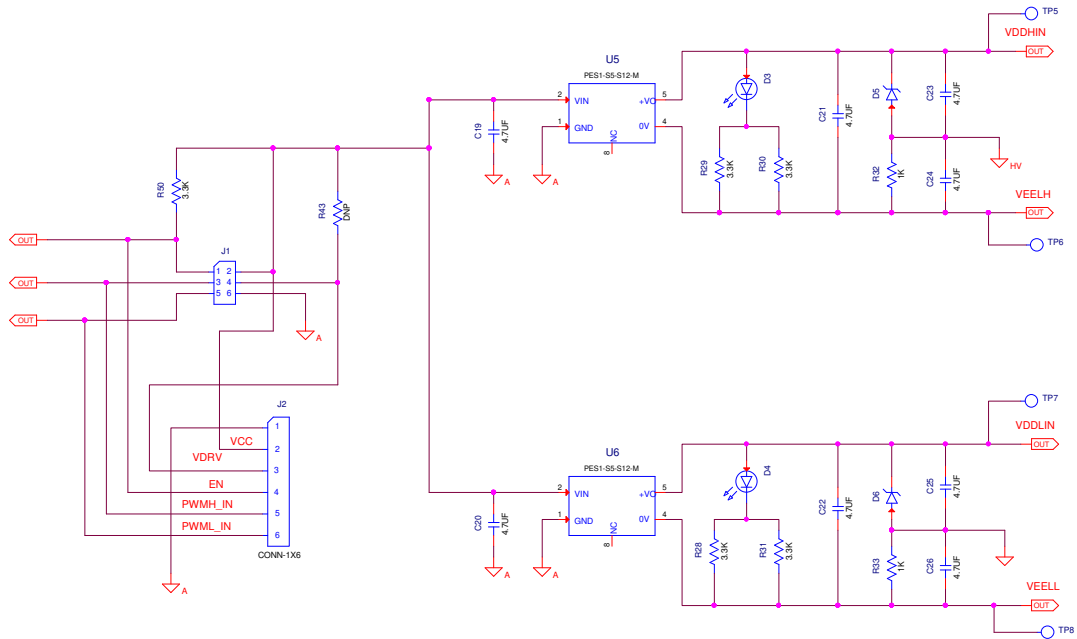 TP5
VDDHIN
OUT
U5
PES1-S5-S12-M
2 VIN
+VO 5
1 GND
0V 4
NC
8
C19
4.7UF
A
A
D3
R29
3.3K
R30
3.3K
C21
4.7UF
D5
R32
1K
C23
4.7UF
C24
4.7UF
HV
VEELH
OUT
TP6
R50
3.3K
R43
DNP
OUT
OUT
OUT
J1
1 2
3 4
5 6
A
J2
VCC
VDRV
EN
PWMH_IN
PWML_IN
1
2
3
4
5
6
CONN-1X6
A
TP7
VDDLIN
OUT
U6
PES1-S5-S12-M
2 VIN
+VO 5
1 GND
0V 4
NC
8
C20
4.7UF
A
A
D4
R28
3.3K
R31
3.3K
C22
4.7UF
D6
R33
1K
C25
4.7UF
C26
4.7UF
VEELL
OUT
TP8